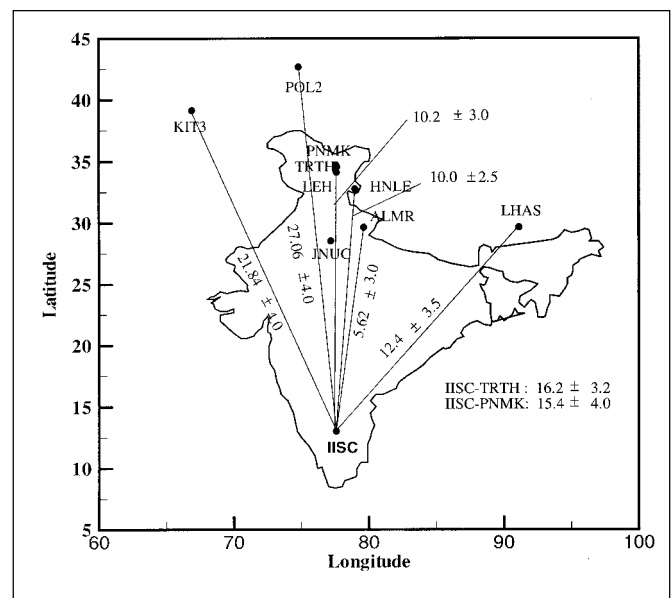 45
40
35
30
25
20
15
10
5
Latitude
POL2
KIT3
10.2 ± 3.0
PNMK
TRTH
LEH
HNLE
10.0 ±2.5
ALMR
LHAS
JNUC
21.84 ± 4.0
27.06 ± 4.0
5.62 ± 3.0
12.4 ± 3.5
IISC-TRTH : 16.2 ± 3.2
IISC-PNMK: 15.4 ± 4.0
IISC
60 70 80 90 100
Longitude